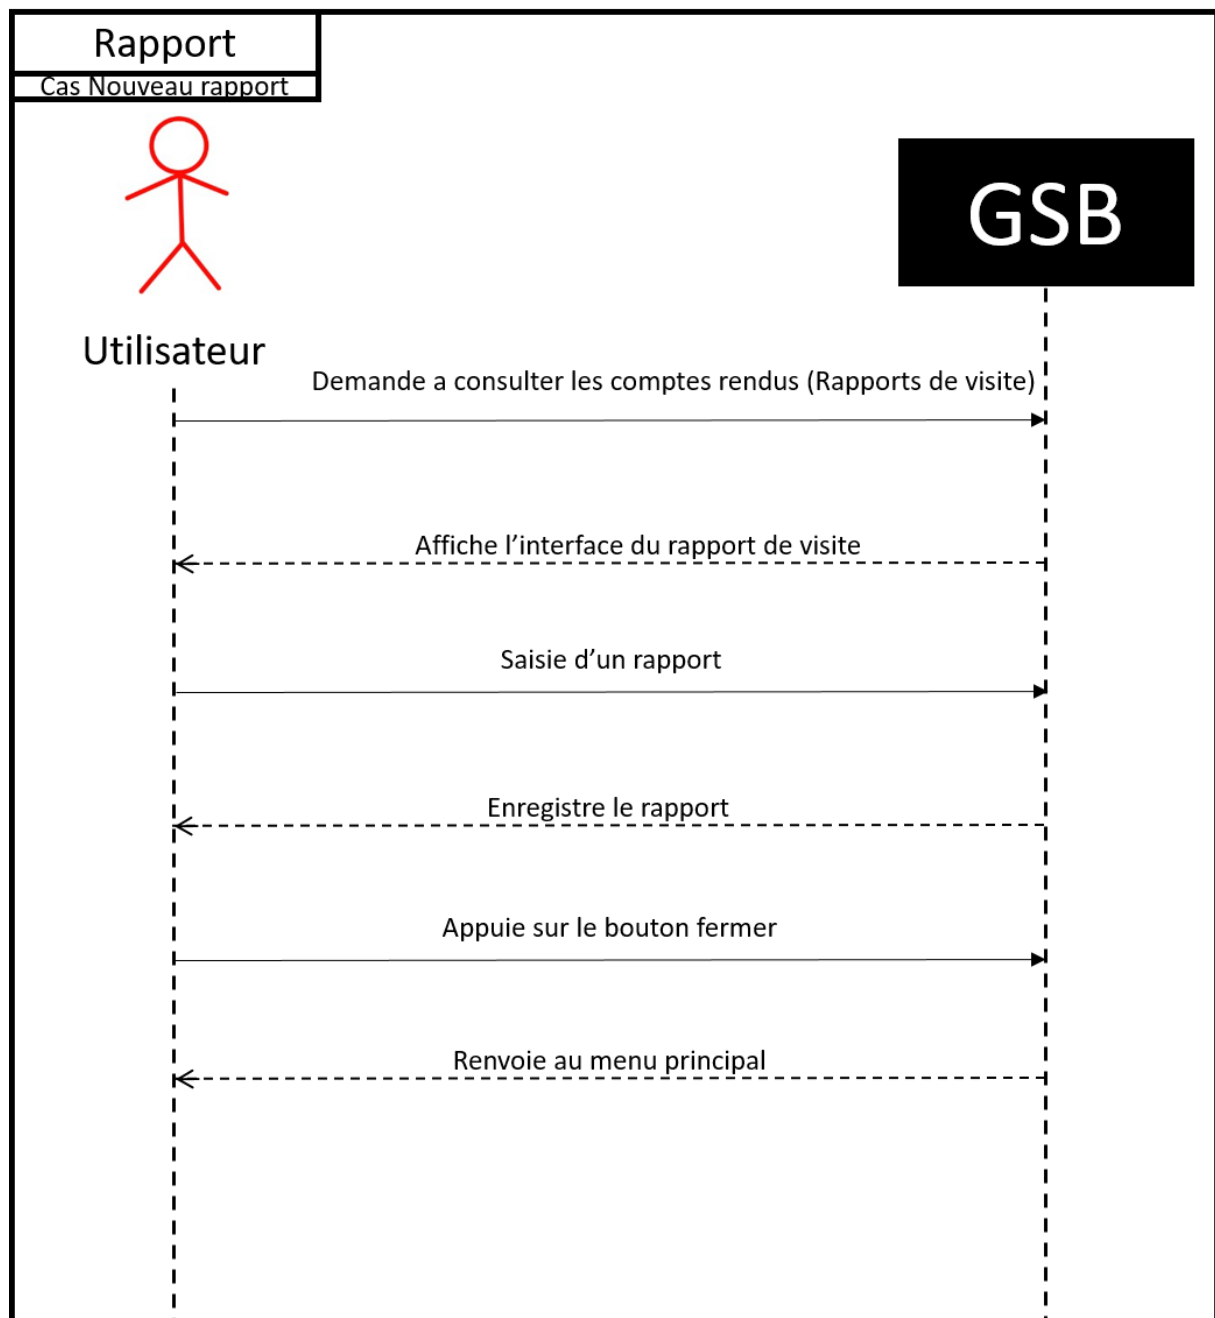 Rapport
Cas Nouveau rapport
GSB
Utilisateur
Demande a consulter les comptes rendus (Rapports de visite)
Affiche l’interface du rapport de visite
Saisie d’un rapport
Enregistre le rapport
Appuie sur le bouton fermer
Renvoie au menu principal